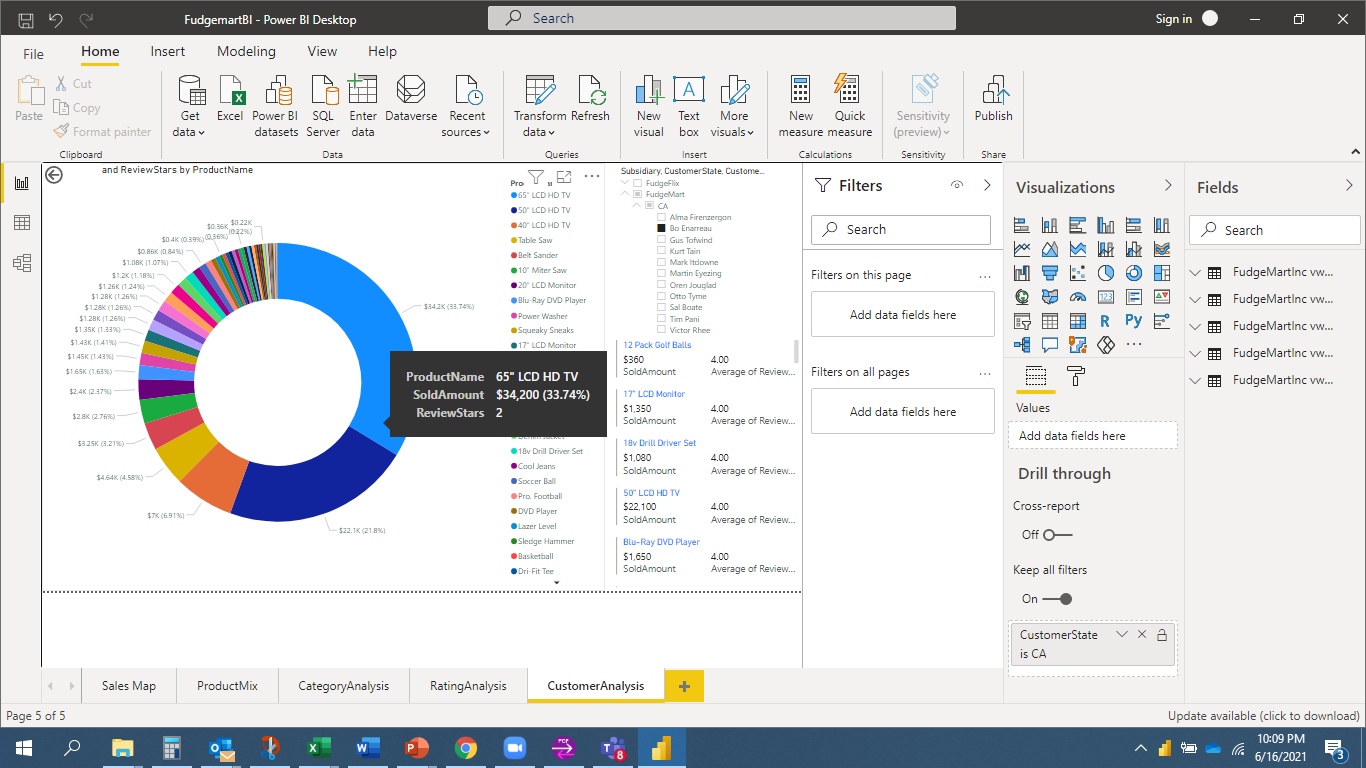 FudgemartBI - Power BI Desktop
Search
Sign in
File
Home
Insert
Modeling
View
Help
Paste
Cut
Copy
Format painter
Clipboard
Get data
Excel
Power BI datasets
SQL Server
Enter data
Dataverse
Recent sources
Data
Transform data
Refresh
Queries
New visual
Text box
More visuals
Insert
New measure
Quick measure
Calculations
Sensitivity (preview)
Sensitivity
Publish
Share
and ReviewStars by ProductName
$0.22K
(0.22%)
$0.36K
(0.36%)
$0.4K (0.39%)
$0.86K (0.84%)
$1.08K (1.07%)
$1.2K (1.18%)
$1.26K (1.24%)
$1.28K (1.26%)
$1.28K (1.26%)
$1.28K (1.26%)
$1.35K (1.33%)
$1.43K (1.41%)
$1.45K (1.43%)
$1.65K (1.63%)
$2.4K (2.37%)
$2.8K (2.76%)
$3.25K (3.21%)
$4.64K (4.58%)
$7K (6.91%)
$22.1K (21.8%)
$34.2K (33.74%)
ProductName 65" LCD HD TV
SoldAmount $34,200 (33.74%)
ReviewStars 2
65" LCD HD TV
50" LCD HD TV
40" LCD HD TV
Table Saw
Belt Sander
10" Miter Saw
20" LCD Monitor
Blu-Ray DVD Player
Power Washer
Squeaky Sneaks
17" LCD Monitor
Denim Jacket
18v Drill Driver Set
Cool Jeans
Soccer Ball
Pro. Football
DVD Player
Lazer Level
Sledge Hammer
Basketball
Dri-Fit Tee
Subsidiary, CustomerState, Custome...
FudgeFlix
FudgeMart
CA
Alma Firenzergon
Bo Enarreau
Gus Tofwind
Kurt Tain
Mark Itdowne
Martin Eyezing
Oren Jouglad
Otto Tyme
Sal Boate
Tim Pani
Victor Rhee
12 Pack Golf Balls
$360 4.00
SoldAmount Average of Review...
17" LCD Monitor
$1,350 4.00
SoldAmount Average of Review...
18v Drill Driver Set
$1,080 4.00
SoldAmount Average of Review...
50" LCD HD TV
$22,100 4.00
SoldAmount Average of Review...
Blu-Ray DVD Player
$1,650 4.00
SoldAmount Average of Review...
Filters
Search
Filters on this page
Add data fields here
Filters on all pages
Add data fields here
Visualizations
123
R
Py
Values
Add data fields here
Drill through
Cross-report
Off
Keep all filters
On
CustomerState
is CA
Fields
Search
FudgeMartInc vw...
FudgeMartInc vw...
FudgeMartInc vw...
FudgeMartInc vw...
FudgeMartInc vw...
Sales Map
ProductMix
CategoryAnalysis
RatingAnalysis
CustomerAnalysis
Page 5 of 5
Update available (click to download)
8
10:09 PM
6/16/2021
3